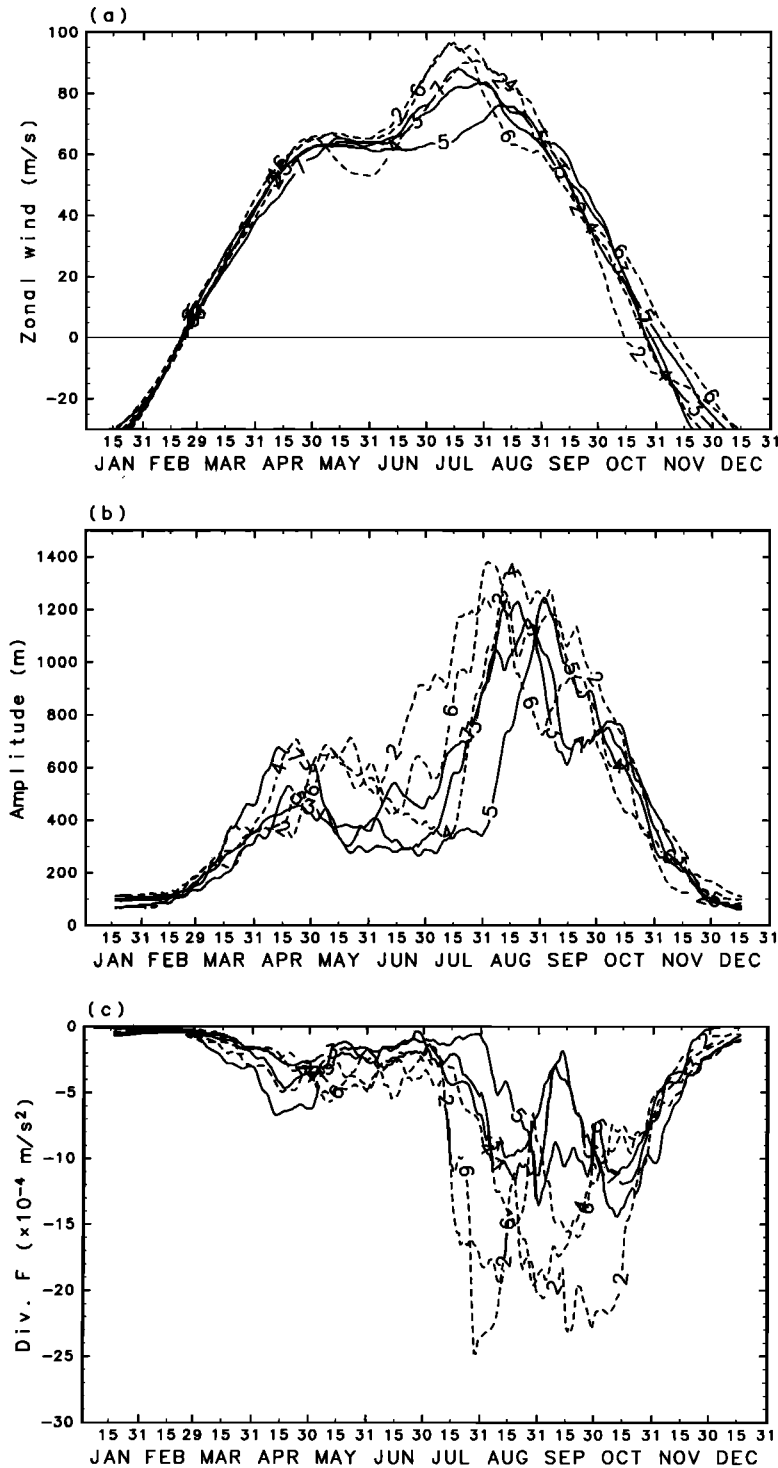 (a)
Zonal wind (m/s)
100
80
60
40
20
0
-20
15 31 15 29 15 31 15 30 15 31 15 30 15 31 15 31 15 30 15 31 15 30 15 31
JAN FEB MAR APR MAY JUN JUL AUG SEP OCT NOV DEC
(b)
Amplitude (m)
1400
1200
1000
800
600
400
200
0
15 31 15 29 15 31 15 30 15 31 15 30 15 31 15 31 15 30 15 31 15 30 15 31
JAN FEB MAR APR MAY JUN JUL AUG SEP OCT NOV DEC
(c)
Div. F (×10⁻⁴ m/s²)
0
-5
-10
-15
-20
-25
-30
15 31 15 29 15 31 15 30 15 31 15 30 15 31 15 31 15 30 15 31 15 30 15 31
JAN FEB MAR APR MAY JUN JUL AUG SEP OCT NOV DEC